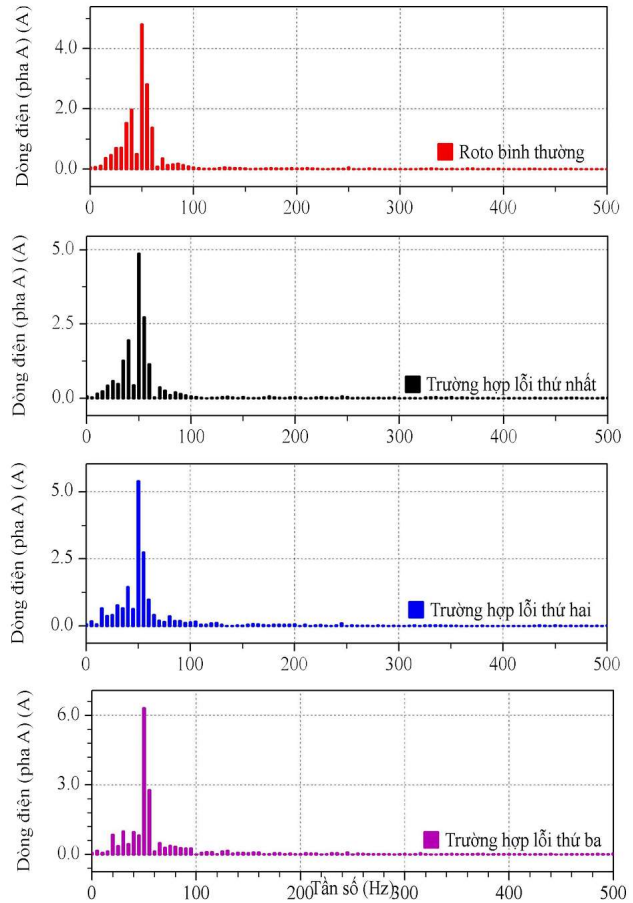 Dòng điện (pha A) (A)
4.0
2.0
0.0
Roto bình thường
0 100 200 300 400 500
Dòng điện (pha A) (A)
5.0
2.5
0.0
Trường hợp lỗi thứ nhất
0 100 200 300 400 500
Dòng điện (pha A) (A)
5.0
2.5
0.0
Trường hợp lỗi thứ hai
0 100 200 300 400 500
Dòng điện (pha A) (A)
6.0
3.0
0.0
Trường hợp lỗi thứ ba
0 100 200 300 400 500
Tần số (Hz)